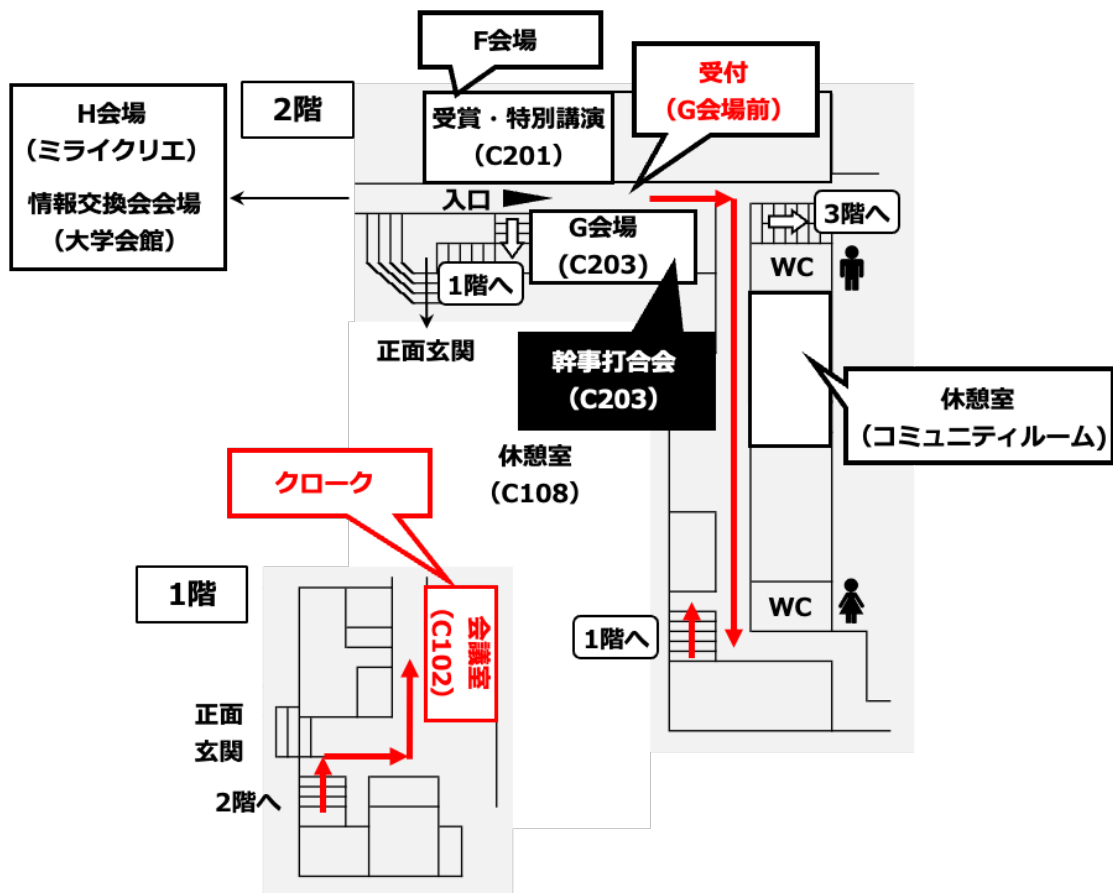 F会場
受付
（G会場前）
H会場
（ミライクリエ）
情報交換会会場
（大学会館）
2階
受賞・特別講演
（C201）
入口
3階へ
G会場
（C203）
WC
1階へ
正面玄関
幹事打合会
（C203）
休憩室
（コミュニティルーム）
休憩室
（C108）
クローク
1階
会議室
（C102）
WC
1階へ
正面
玄関
2階へ